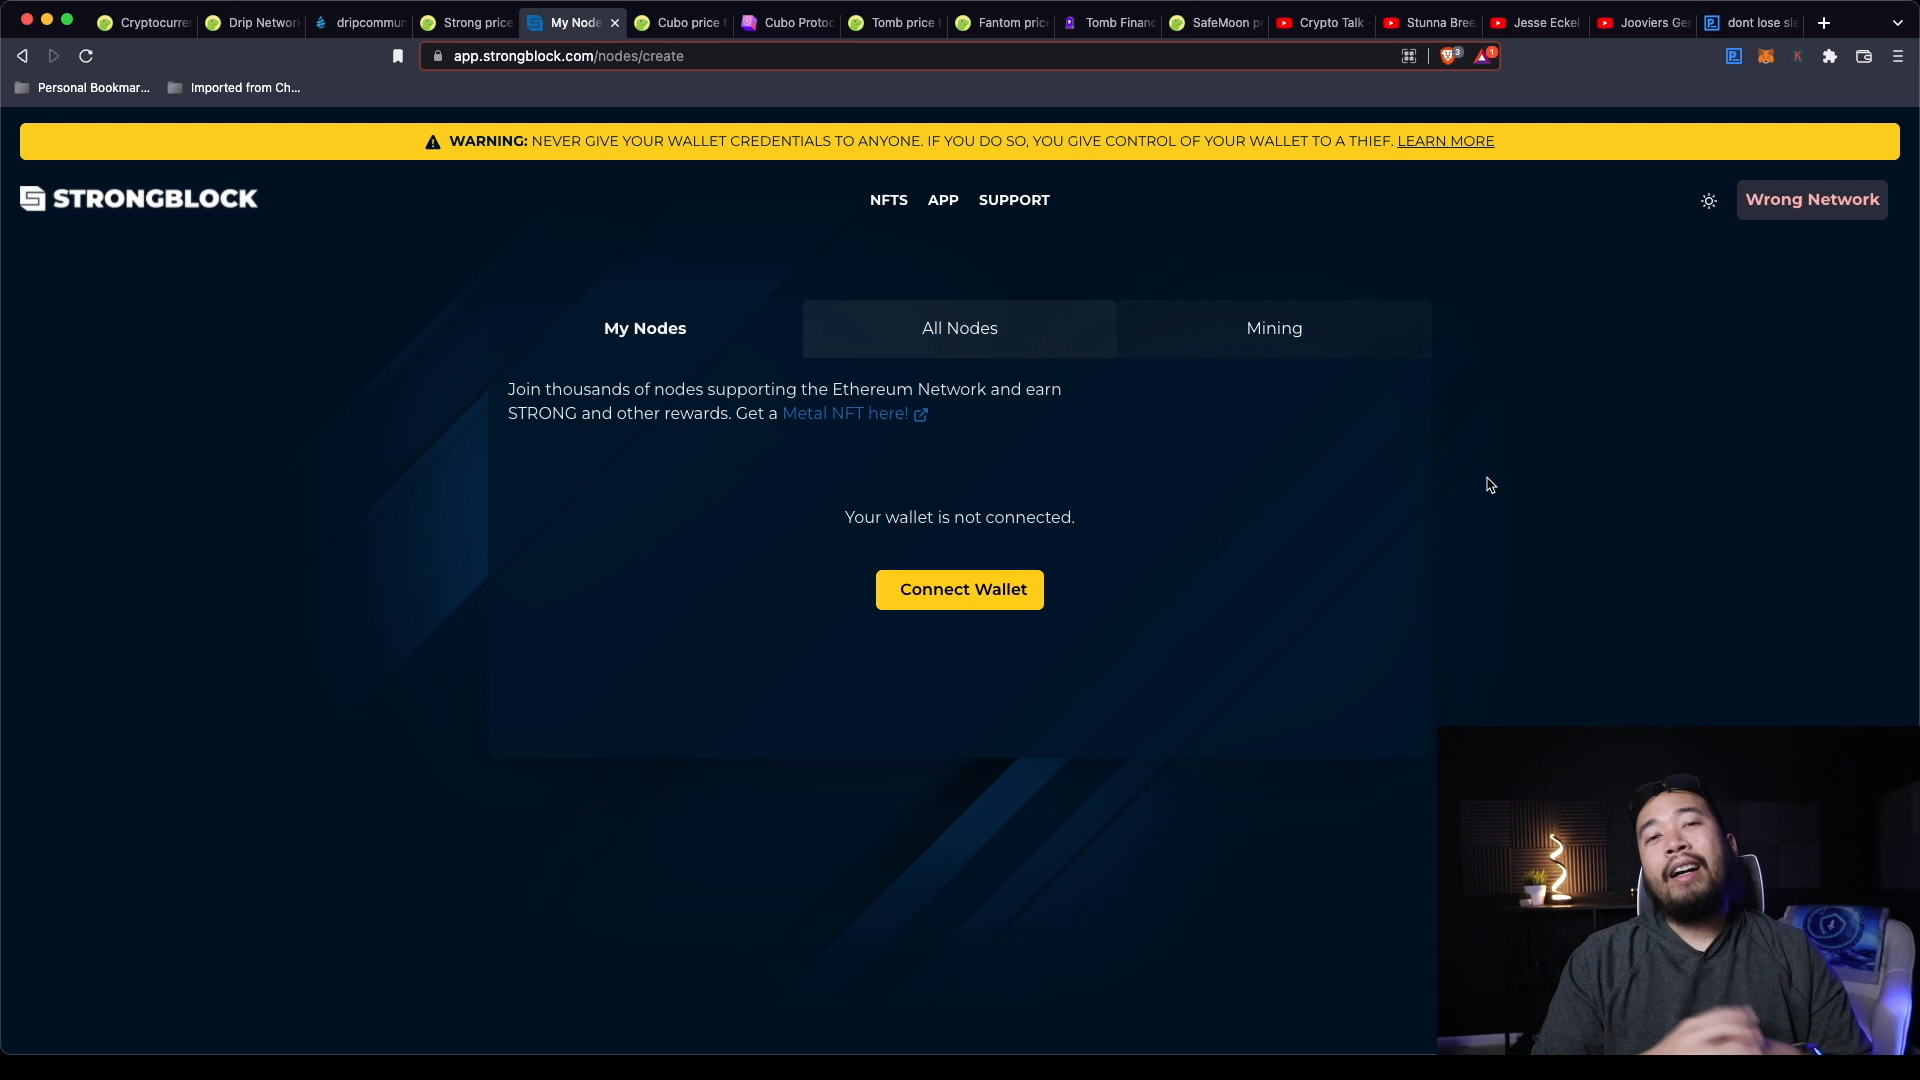 Cryptocurre
Drip Networ
dripcommun
Strong price
My Node
Cubo price t
Cubo Protoc
Tomb price t
Fantom price
Tomb Financ
SafeMoon p
Crypto Talk
Stunna Bree
Jesse Eckel
Jooviers Ge
dont lose sle
app.strongblock.com/nodes/create
3
1
K
Personal Bookmar...
Imported from Ch...
WARNING: NEVER GIVE YOUR WALLET CREDENTIALS TO ANYONE. IF YOU DO SO, YOU GIVE CONTROL OF YOUR WALLET TO A THIEF. LEARN MORE
STRONGBLOCK
NFTS
APP
SUPPORT
Wrong Network
My Nodes
All Nodes
Mining
Join thousands of nodes supporting the Ethereum Network and earn
STRONG and other rewards. Get a Metal NFT here!
Your wallet is not connected.
Connect Wallet